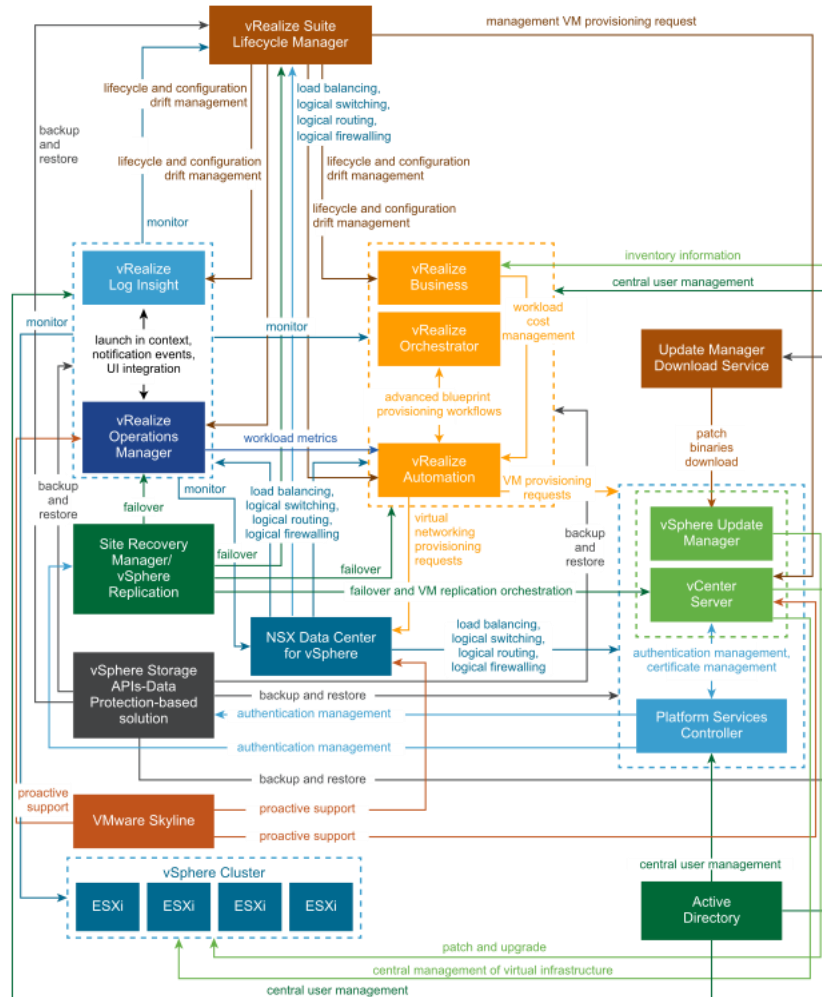 vRealize Suite
Lifecycle Manager
management VM provisioning request
monitor
lifecycle and configuration
drift management
load balancing,
logical switching,
logical routing,
logical firewalling
backup
and
restore
lifecycle and configuration
drift management
lifecycle and configuration
drift management
lifecycle and configuration
drift management
monitor
vRealize
Log Insight
vRealize
Business
inventory information
central user management
monitor
launch in context,
notification events,
UI integration
monitor
vRealize
Orchestrator
workload
cost
management
Update Manager
Download Service
advanced blueprint
provisioning workflows
vRealize
Operations
Manager
workload metrics
vRealize
Automation
patch
binaries
download
VM provisioning
requests
backup
and
restore
monitor
load balancing,
logical switching,
logical routing,
logical firewalling
virtual
networking
provisioning
requests
failover
Site Recovery
Manager/
vSphere
Replication
failover
failover
backup
and
restore
vSphere Update
Manager
failover and VM replication orchestration
vCenter
Server
NSX Data Center
for vSphere
load balancing,
logical switching,
logical routing,
logical firewalling
authentication management,
certificate management
vSphere Storage
APIs-Data
Protection-based
solution
backup and restore
authentication management
Platform Services
Controller
authentication management
backup and restore
proactive
support
VMware Skyline
proactive support
proactive support
central user management
vSphere Cluster
ESXi
ESXi
ESXi
ESXi
Active
Directory
patch and upgrade
central management of virtual infrastructure
central user management